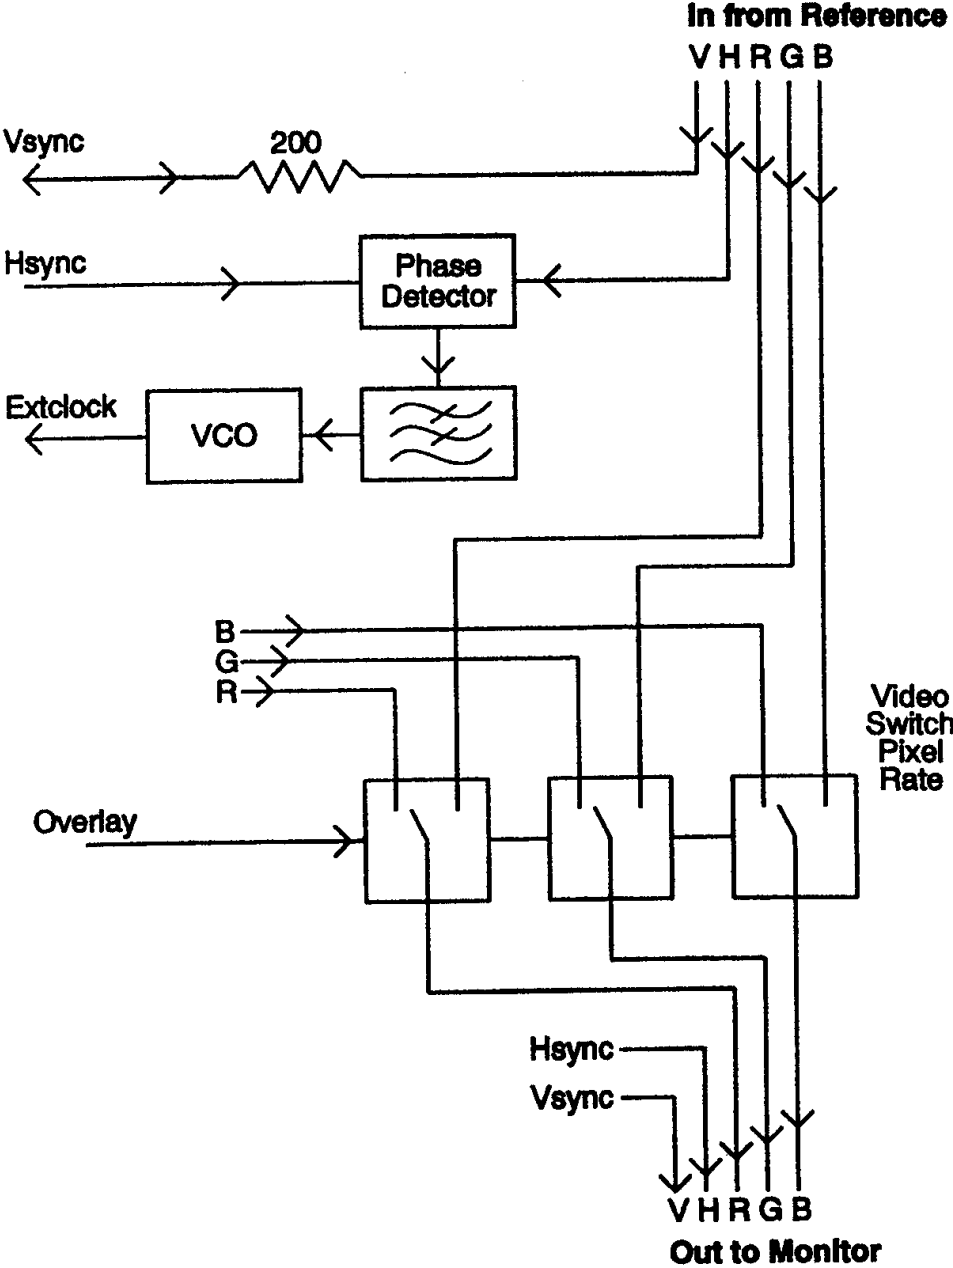 In from Reference
V H R G B
Vsync
200
Hsync
Phase
Detector
Extclock
VCO
B
G
R
Video
Switch
Pixel
Rate
Overlay
Hsync
Vsync
V H R G B
Out to Monitor